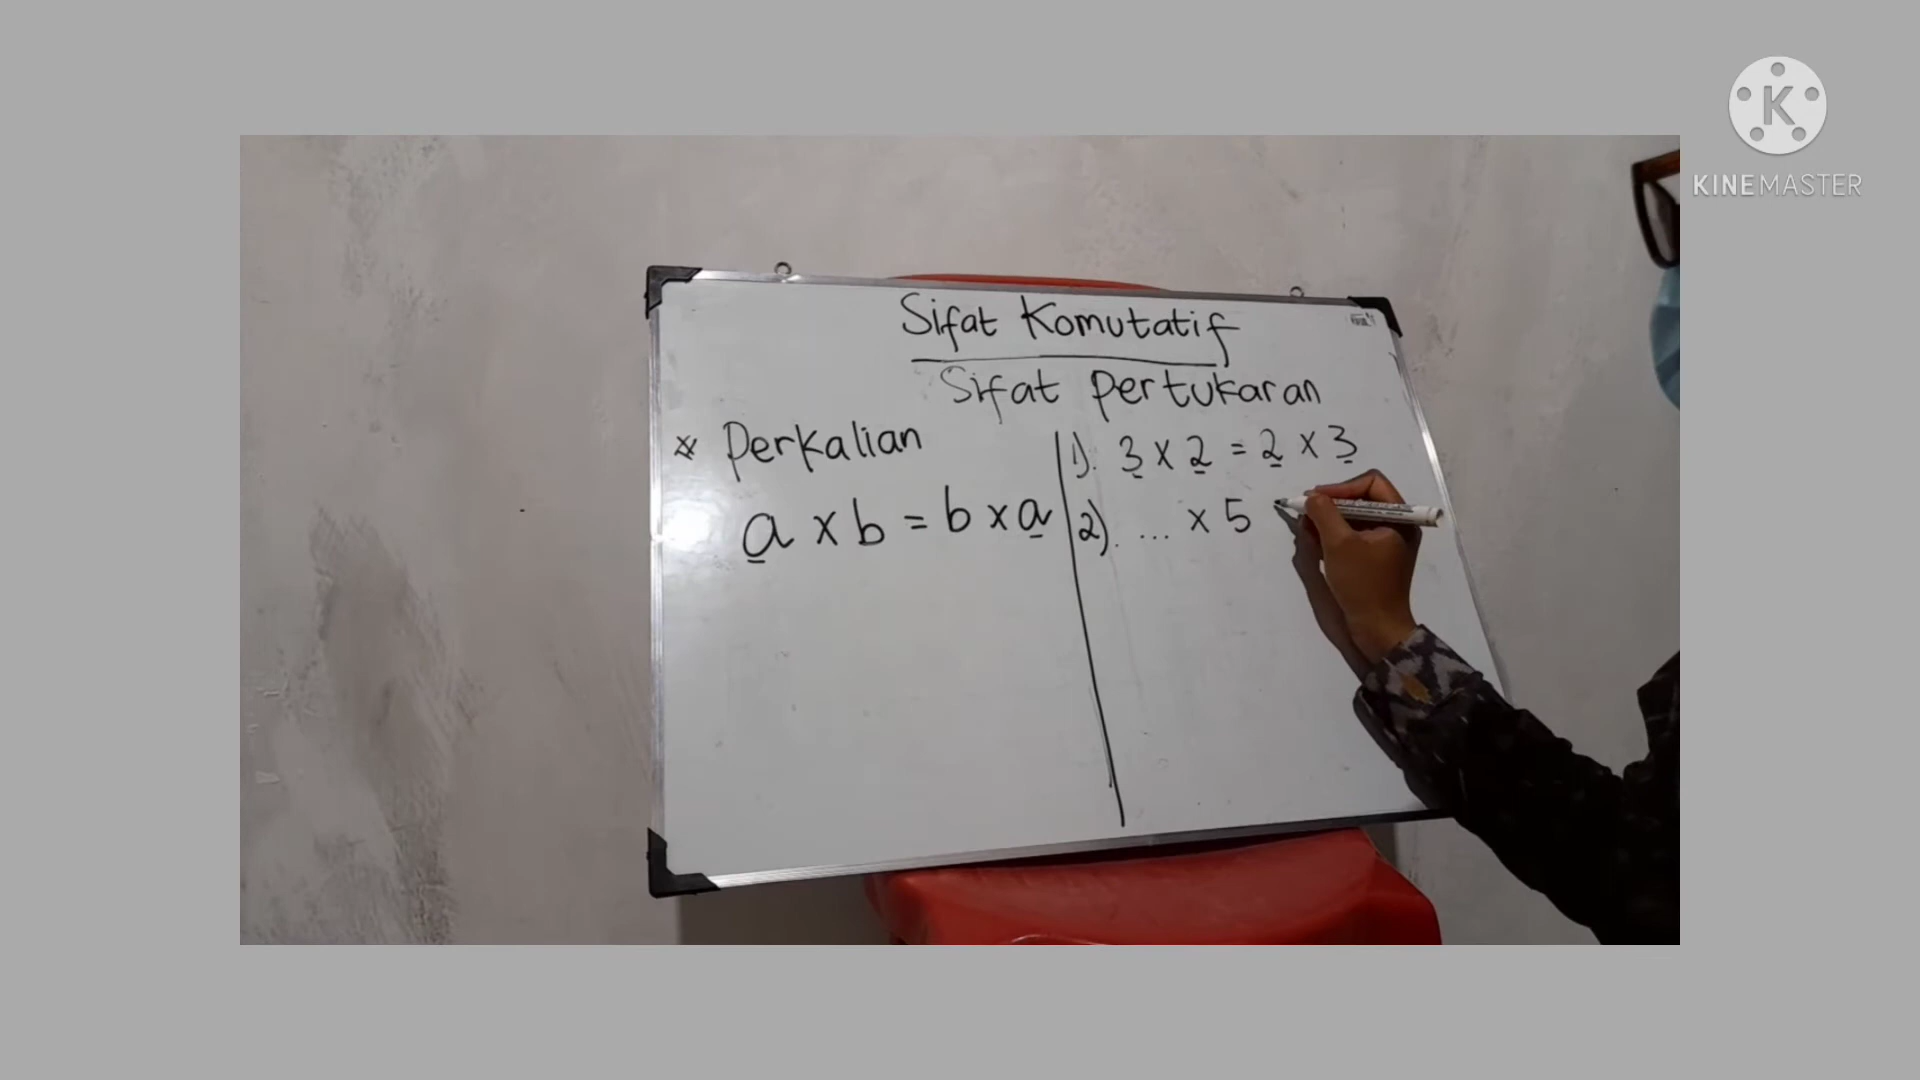 Sifat Komutatif
Sifat Pertukaran
* Perkalian
a x b = b x a
1). 3 x 2 = 2 x 3
2). ... x 5
KINEMASTER